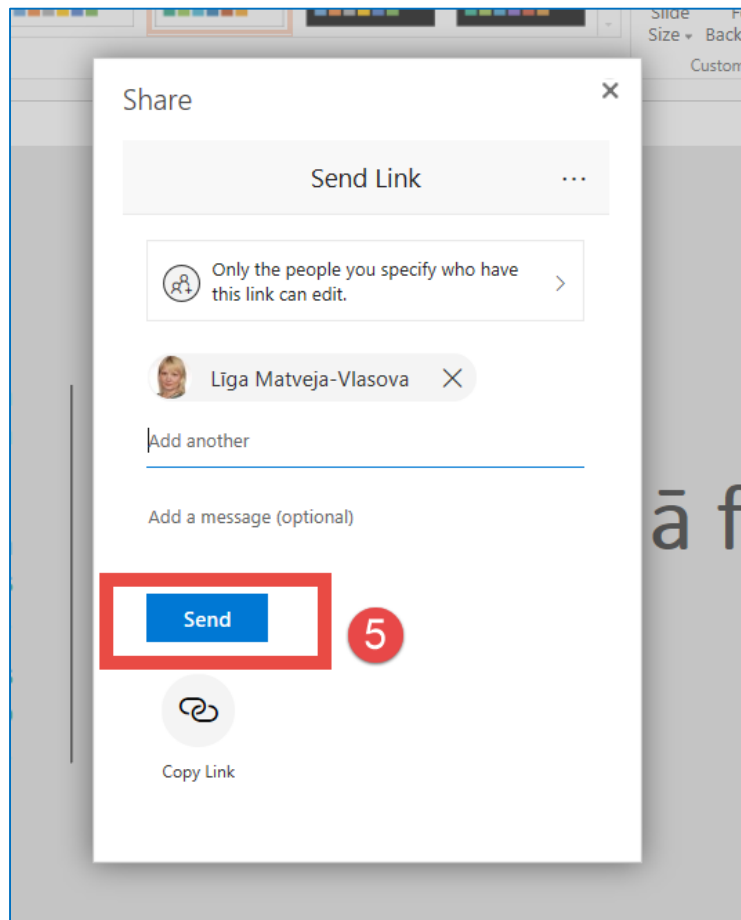 Slide
Size
Back
Custom
Share
Send Link
Only the people you specify who have
this link can edit.
Līga Matveja-Vlasova
Add another
Add a message (optional)
ā f
Send
5
Copy Link